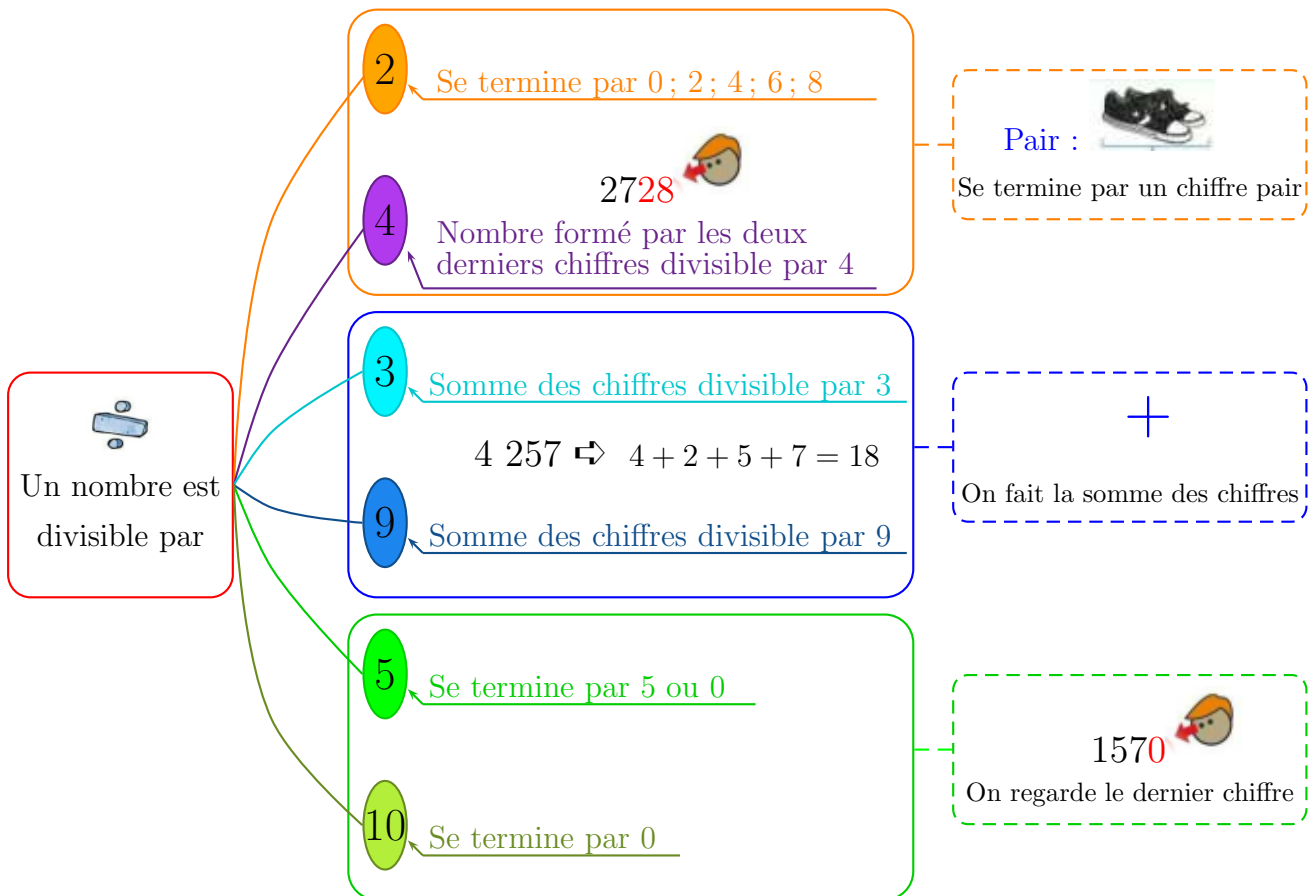 2
Se termine par 0 ; 2 ; 4 ; 6 ; 8
2728
4
Nombre formé par les deux
derniers chiffres divisible par 4
Pair :
Se termine par un chiffre pair
Un nombre est
divisible par
3
Somme des chiffres divisible par 3
4 257 ➪ 4 + 2 + 5 + 7 = 18
9
Somme des chiffres divisible par 9
+
On fait la somme des chiffres
5
Se termine par 5 ou 0
10
Se termine par 0
1570
On regarde le dernier chiffre